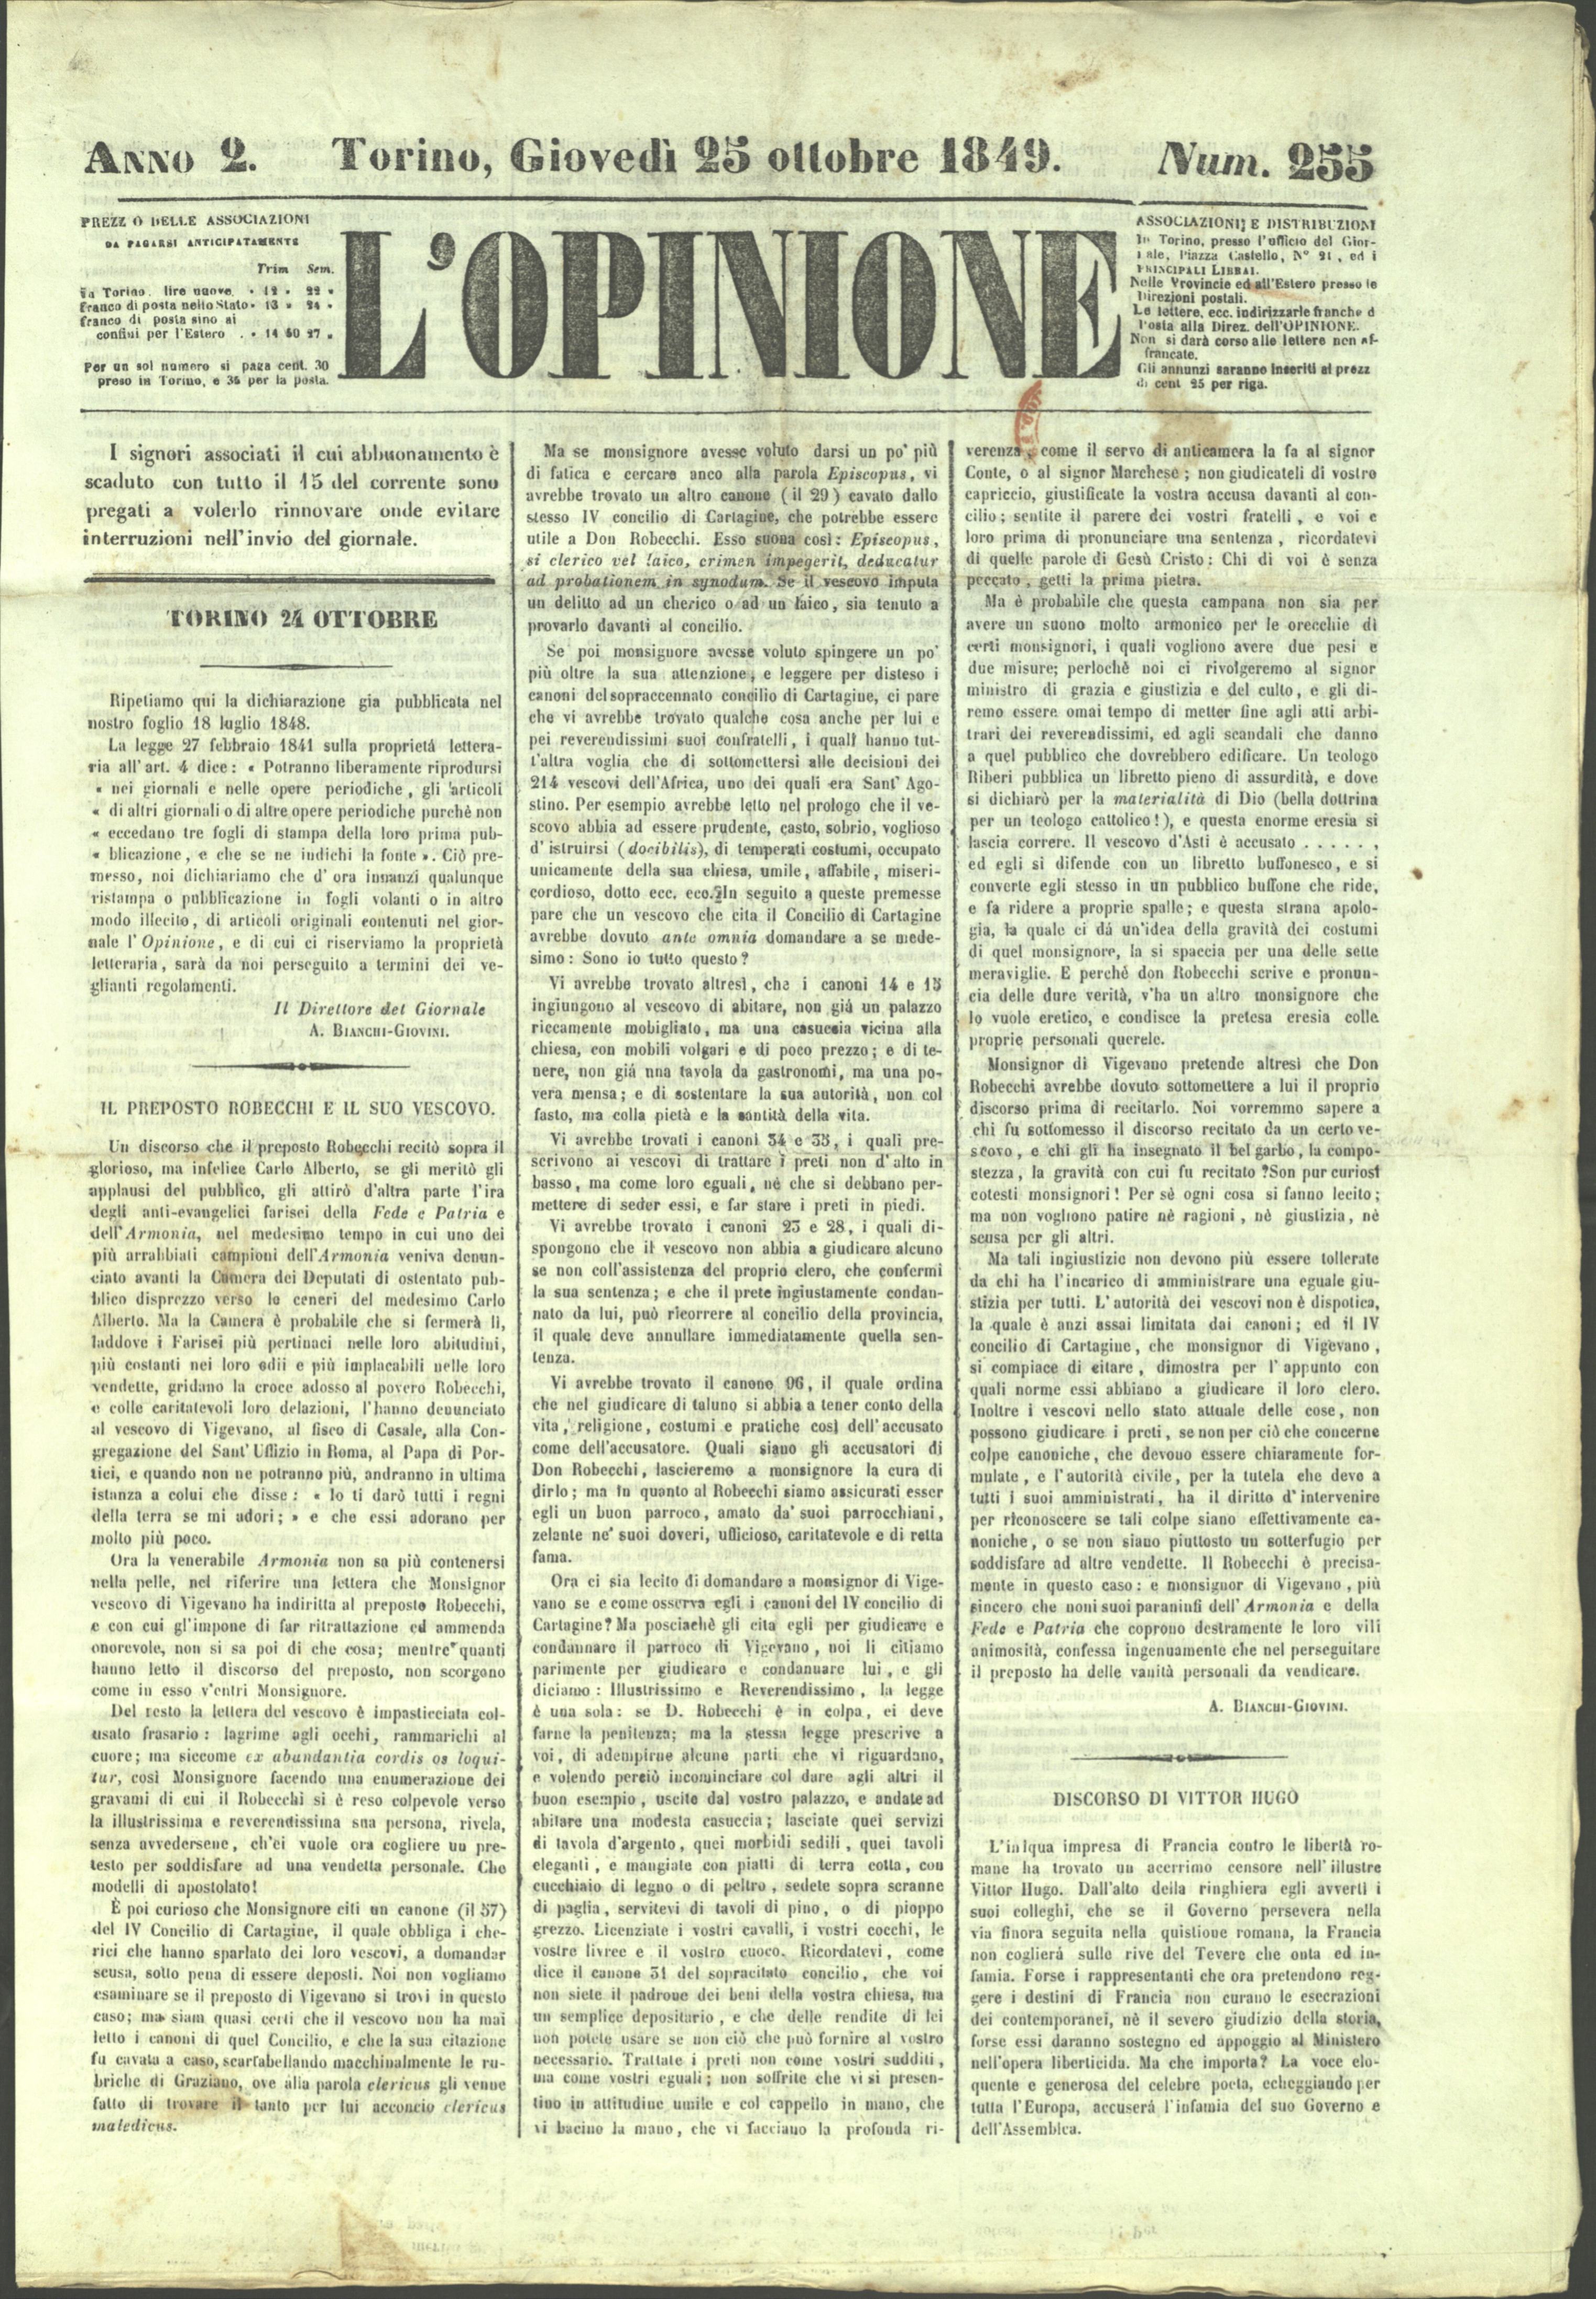 ANNO 2. Torino, Giovedì 25 ottobre 1849. Num. 255
PREZZO DELLE ASSOCIAZIONI
DA PAGARSI ANTICIPATAMENTE
Trim Sem.
Torino. lire nuove. • 12 • 22 •
franco di posta nello Stato • 13 » 24 •
franco di posta sino ai
confini per l'Estero . • 14 50 27 »
Per un sol numero si paga cent. 30
preso in Torino, e 35 per la posta.
L'OPINIONE
ASSOCIAZIONI E DISTRIBUZIONI
In Torino, presso l'ufficio del Gior-
nale, Piazza Castello, N° 21, ed i
PRINCIPALI LIBRAI.
Nelle Provincie ed all'Estero presso le
Direzioni postali.
Le lettere, ecc. indirizzarle franche d
Posta alla Direz. dell'OPINIONE.
Non si darà corso alle lettere non af-
francate.
Gli annunzi saranno inseriti al prezz
di cent 25 per riga.
I signori associati il cui abbuonamento è
scaduto con tutto il 15 del corrente sono
pregati a volerlo rinnovare onde evitare
interruzioni nell'invio del giornale.
TORINO 24 OTTOBRE
Ripetiamo qui la dichiarazione gia pubblicata nel
nostro foglio 18 luglio 1848.
La legge 27 febbraio 1841 sulla proprietá lettera-
ria all'art. 4 dice: « Potranno liberamente riprodursi
« nei giornali e nelle opere periodiche, gli articoli
« di altri giornali o di altre opere periodiche purchè non
« eccedano tre fogli di stampa della loro prima pub-
« blicazione, e che se ne indichi la fonte ». Ciò pre-
messo, noi dichiariamo che d'ora innanzi qualunque
ristampa o pubblicazione in fogli volanti o in altro
modo illecito, di articoli originali contenuti nel gior-
nale l'Opinione, e di cui ci riserviamo la proprietà
letteraria, sarà da noi perseguito a termini dei ve-
glianti regolamenti.
Il Direttore del Giornale
A. BIANCHI-GIOVINI.
IL PREPOSTO ROBECCHI E IL SUO VESCOVO.
Un discorso che il preposto Robecchi recitò sopra il
glorioso, ma infelice Carlo Alberto, se gli meritò gli
applausi del pubblico, gli attirò d'altra parte l'ira
degli anti-evangelici farisei della Fede e Patria e
dell'Armonia, nel medesimo tempo in cui uno dei
più arrabbiati campioni dell'Armonia veniva denun-
ciato avanti la Camera dei Deputati di ostentato pub-
blico disprezzo verso le ceneri del medesimo Carlo
Alberto. Ma la Camera è probabile che si fermerà lì,
laddove i Farisei più pertinaci nelle loro abitudini,
più costanti nei loro odii e più implacabili nelle loro
vendette, gridano la croce adosso al povero Robecchi,
e colle caritatevoli loro delazioni, l'hanno denunciato
al vescovo di Vigevano, al fisco di Casale, alla Con-
gregazione del Sant'Uffizio in Roma, al Papa di Por-
tici, e quando non ne potranno più, andranno in ultima
istanza a colui che disse: « Io ti darò tutti i regni
della terra se mi adori; » e che essi adorano per
molto più poco.
Ora la venerabile Armonia non sa più contenersi
nella pelle, nel riferire una lettera che Monsignor
vescovo di Vigevano ha indiritta al preposto Robecchi,
e con cui gl'impone di far ritrattazione ed ammenda
onorevole, non si sa poi di che cosa; mentre quanti
hanno letto il discorso del preposto, non scorgono
come in esso v'entri Monsignore.
Del resto la lettera del vescovo è impasticciata col-
usato frasario: lagrime agli occhi, rammarichi al
cuore; ma siccome ex abundantia cordis os loqui-
tur, così Monsignore facendo una enumerazione dei
gravami di cui il Robecchi si è reso colpevole verso
la illustrissima e reverendissima sua persona, rivela,
senza avvedersene, ch'ei vuole ora cogliere un pre-
testo per soddisfare ad una vendetta personale. Che
modelli di apostolato!
È poi curioso che Monsignore citi un canone (il 57)
del IV Concilio di Cartagine, il quale obbliga i che-
rici che hanno sparlato dei loro vescovi, a domandar
scusa, sotto pena di essere deposti. Noi non vogliamo
esaminare se il preposto di Vigevano si trovi in questo
caso; ma siam quasi certi che il vescovo non ha mai
letto i canoni di quel Concilio, e che la sua citazione
fu cavata a caso, scartabellando macchinalmente le ru-
briche di Graziano, ove alla parola clericus gli venne
fatto di trovare il tanto per lui acconcio clericus
maledicus.
Ma se monsignore avesse voluto darsi un po' più
di fatica e cercare anco alla parola Episcopus, vi
avrebbe trovato un altro canone (il 29) cavato dallo
stesso IV concilio di Cartagine, che potrebbe essere
utile a Don Robecchi. Esso suona così: Episcopus,
si clerico vel laico, crimen impegerit, deducatur
ad probationem in synodum. Se il vescovo imputa
un delitto ad un cherico o ad un laico, sia tenuto a
provarlo davanti al concilio.
Se poi monsignore avesse voluto spingere un po'
più oltre la sua attenzione, e leggere per disteso i
canoni del sopraccennato concilio di Cartagine, ci pare
che vi avrebbe trovato qualche cosa anche per lui e
pei reverendissimi suoi confratelli, i quali hanno tut-
t'altra voglia che di sottomettersi alle decisioni dei
214 vescovi dell'Africa, uno dei quali era Sant'Ago-
stino. Per esempio avrebbe letto nel prologo che il ve-
scovo abbia ad essere prudente, casto, sobrio, voglioso
d'istruirsi (docibilis), di temperati costumi, occupato
unicamente della sua chiesa, umile, affabile, miseri-
cordioso, dotto ecc. ecc. In seguito a queste premesse
pare che un vescovo che cita il Concilio di Cartagine
avrebbe dovuto ante omnia domandare a se mede-
simo: Sono io tutto questo?
Vi avrebbe trovato altresì, che i canoni 14 e 15
ingiungono al vescovo di abitare, non già un palazzo
riccamente mobigliato, ma una casuccia vicina alla
chiesa, con mobili volgari e di poco prezzo; e di te-
nere, non giá una tavola da gastronomi, ma una po-
vera mensa; e di sostentare la sua autorità, non col
fasto, ma colla pietà e la santità della vita.
Vi avrebbe trovati i canoni 34 e 35, i quali pre-
scrivono ai vescovi di trattare i preti non d'alto in
basso, ma come loro eguali, né che si debbano per-
mettere di seder essi, e far stare i preti in piedi.
Vi avrebbe trovato i canoni 23 e 28, i quali di-
spongono che il vescovo non abbia a giudicare alcuno
se non coll'assistenza del proprio clero, che confermi
la sua sentenza; e che il prete ingiustamente condan-
nato da lui, può ricorrere al concilio della provincia,
il quale deve annullare immediatamente quella sen-
tenza.
Vi avrebbe trovato il canone 96, il quale ordina
che nel giudicare di taluno si abbia a tener conto della
vita, religione, costumi e pratiche così dell'accusato
come dell'accusatore. Quali siano gli accusatori di
Don Robecchi, lascieremo a monsignore la cura di
dirlo; ma in quanto al Robecchi siamo assicurati esser
egli un buon parroco, amato da' suoi parrocchiani,
zelante ne' suoi doveri, ufficioso, caritatevole e di retta
fama.
Ora ci sia lecito di domandare a monsignor di Vige-
vano se e come osserva egli i canoni del IV concilio di
Cartagine? Ma posciachè gli cita egli per giudicare e
condannare il parroco di Vigevano, noi li citiamo
parimente per giudicare e condannare lui, e gli
diciamo: Illustrissimo e Reverendissimo, la legge
è una sola: se D. Robecchi è in colpa, ei deve
farne la penitenza; ma la stessa legge prescrive a
voi, di adempirne alcune parti che vi riguardano,
e volendo perciò incominciare col dare agli altri il
buon esempio, uscite dal vostro palazzo, e andate ad
abitare una modesta casuccia; lasciate quei servizi
di tavola d'argento, quei morbidi sedili, quei tavoli
eleganti, e mangiate con piatti di terra cotta, con
cucchiaio di legno o di peltro, sedete sopra scranne
di paglia, servitevi di tavoli di pino, o di pioppo
grezzo. Licenziate i vostri cavalli, i vostri cocchi, le
vostre livree e il vostro cuoco. Ricordatevi, come
dice il canone 31 del sopracitato concilio, che voi
non siete il padrone dei beni della vostra chiesa, ma
un semplice depositario, e che delle rendite di lei
non potete usare se non ciò che può fornire al vostro
necessario. Trattate i preti non come vostri sudditi,
ma come vostri eguali; non soffrite che vi si presen-
tino in attitudine umile e col cappello in mano, che
vi bacino la mano, che vi facciano la profonda ri-
verenza, come il servo di anticamera la fa al signor
Conte, o al signor Marchese; non giudicateli di vostro
capriccio, giustificate la vostra accusa davanti al con-
cilio; sentite il parere dei vostri fratelli, e voi e
loro prima di pronunciare una sentenza, ricordatevi
di quelle parole di Gesù Cristo: Chi di voi è senza
peccato, getti la prima pietra.
Ma è probabile che questa campana non sia per
avere un suono molto armonico per le orecchie di
certi monsignori, i quali vogliono avere due pesi e
due misure; perlochè noi ci rivolgeremo al signor
ministro di grazia e giustizia e del culto, e gli di-
remo essere omai tempo di metter fine agli atti arbi-
trari dei reverendissimi, ed agli scandali che danno
a quel pubblico che dovrebbero edificare. Un teologo
Riberi pubblica un libretto pieno di assurdità, e dove
si dichiarò per la materialità di Dio (bella dottrina
per un teologo cattolico!), e questa enorme eresia si
lascia correre. Il vescovo d'Asti è accusato . . . . . ,
ed egli si difende con un libretto buffonesco, e si
converte egli stesso in un pubblico buffone che ride,
e fa ridere a proprie spalle; e questa strana apolo-
gia, la quale ci dá un'idea della gravità dei costumi
di quel monsignore, la si spaccia per una delle sette
meraviglie. E perchè don Robecchi scrive e pronun-
cia delle dure verità, v'ha un altro monsignore che
lo vuole eretico, e condisce la pretesa eresia colle
proprie personali querele.
Monsignor di Vigevano pretende altresì che Don
Robecchi avrebbe dovuto sottomettere a lui il proprio
discorso prima di recitarlo. Noi vorremmo sapere a
chi fu sottomesso il discorso recitato da un certo ve-
scovo, e chi gli ha insegnato il bel garbo, la compo-
stezza, la gravità con cui fu recitato? Son pur curiosi
cotesti monsignori! Per sè ogni cosa si fanno lecito;
ma non vogliono patire nè ragioni, nè giustizia, nè
scusa per gli altri.
Ma tali ingiustizie non devono più essere tollerate
da chi ha l'incarico di amministrare una eguale giu-
stizia per tutti. L'autorità dei vescovi non è dispotica,
la quale è anzi assai limitata dai canoni; ed il IV
concilio di Cartagine, che monsignor di Vigevano,
si compiace di citare, dimostra per l'appunto con
quali norme essi abbiano a giudicare il loro clero.
Inoltre i vescovi nello stato attuale delle cose, non
possono giudicare i preti, se non per ciò che concerne
colpe canoniche, che devono essere chiaramente for-
mulate, e l'autorità civile, per la tutela che deve a
tutti i suoi amministrati, ha il diritto d'intervenire
per riconoscere se tali colpe siano effettivamente ca-
noniche, o se non siano piuttosto un sotterfugio per
soddisfare ad altre vendette. Il Robecchi è precisa-
mente in questo caso: e monsignor di Vigevano, più
sincero che noni suoi paraninfi dell'Armonia e della
Fede e Patria che coprono destramente le loro vili
animosità, confessa ingenuamente che nel perseguitare
il preposto ha delle vanità personali da vendicare.
A. BIANCHI-GIOVINI.
DISCORSO DI VITTOR HUGO
L'iniqua impresa di Francia contro le libertà ro-
mane ha trovato un acerrimo censore nell'illustre
Vittor Hugo. Dall'alto della ringhiera egli avvertì i
suoi colleghi, che se il Governo persevera nella
via finora seguita nella quistione romana, la Francia
non coglierá sulle rive del Tevere che onta ed in-
famia. Forse i rappresentanti che ora pretendono reg-
gere i destini di Francia non curano le esecrazioni
dei contemporanei, nè il severo giudizio della storia,
forse essi daranno sostegno ed appoggio al Ministero
nell'opera liberticida. Ma che importa? La voce elo-
quente e generosa del celebre poeta, echeggiando per
tutta l'Europa, accuserá l'infamia del suo Governo e
dell'Assemblea.